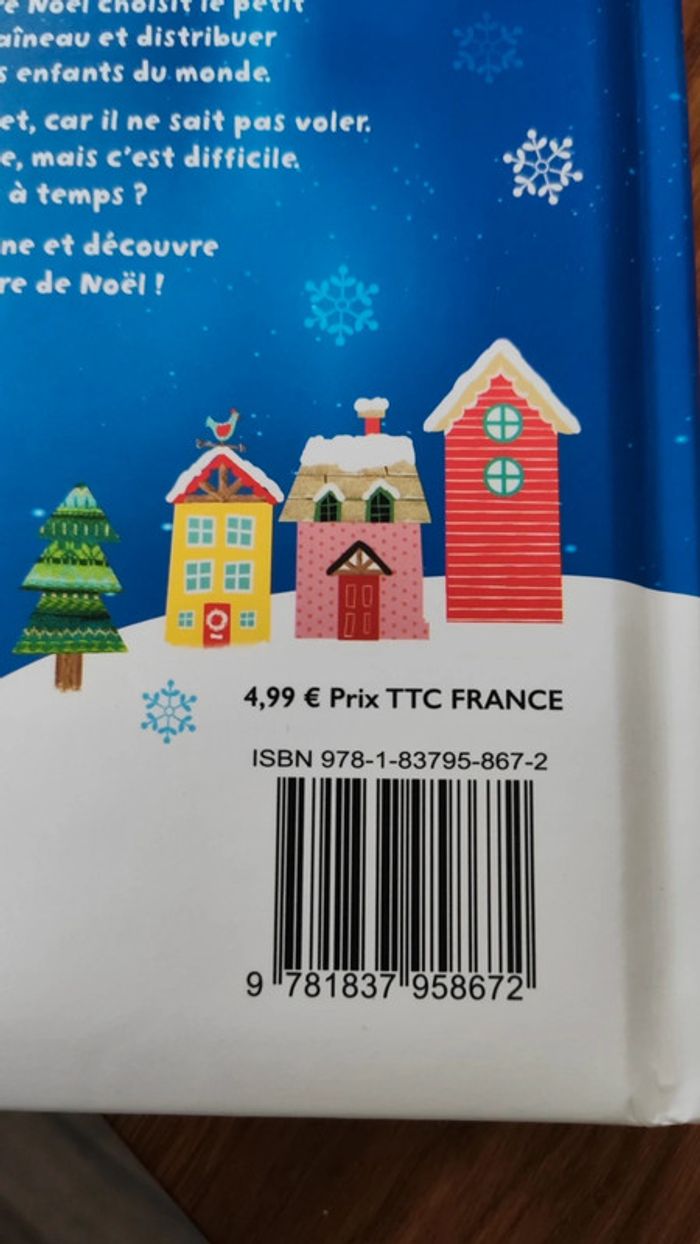 Noël choisit le petit
aîneau et distribuer
s enfants du monde.
et, car il ne sait pas voler.
e, mais c'est difficile.
à temps ?
ne et découvre
re de Noël !
4,99 € Prix TTC FRANCE
ISBN 978-1-83795-867-2
9 781837 958672